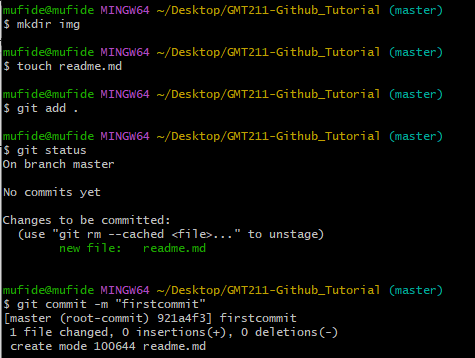 mufide@mufide MINGW64 ~/Desktop/GMT211-Github_Tutorial (master)
$ mkdir img
mufide@mufide MINGW64 ~/Desktop/GMT211-Github_Tutorial (master)
$ touch readme.md
mufide@mufide MINGW64 ~/Desktop/GMT211-Github_Tutorial (master)
$ git add .
mufide@mufide MINGW64 ~/Desktop/GMT211-Github_Tutorial (master)
$ git status
On branch master
No commits yet
Changes to be committed:
  (use "git rm --cached <file>..." to unstage)
        new file:   readme.md
mufide@mufide MINGW64 ~/Desktop/GMT211-Github_Tutorial (master)
$ git commit -m "firstcommit"
[master (root-commit) 921a4f3] firstcommit
 1 file changed, 0 insertions(+), 0 deletions(-)
 create mode 100644 readme.md